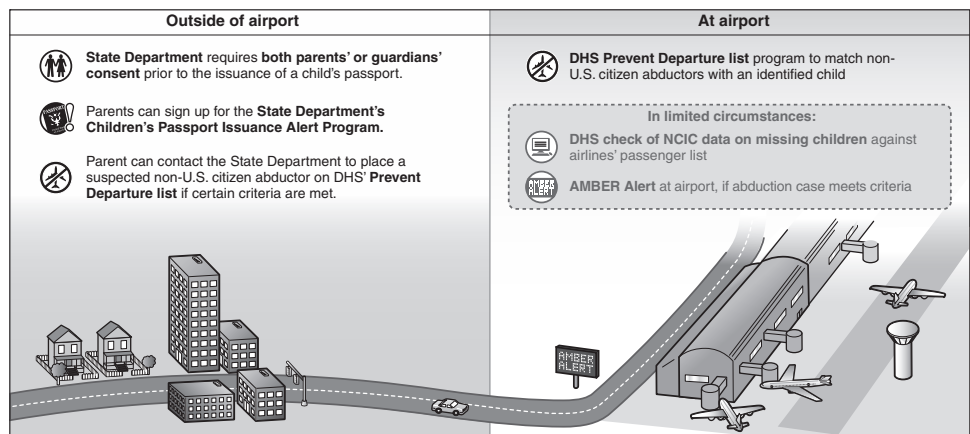 Outside of airport
State Department requires both parents' or guardians'
consent prior to the issuance of a child's passport.
PASSPORT
Parents can sign up for the State Department's
Children's Passport Issuance Alert Program.
Parent can contact the State Department to place a
suspected non-U.S. citizen abductor on DHS' Prevent
Departure list if certain criteria are met.
At airport
DHS Prevent Departure list program to match non-
U.S. citizen abductors with an identified child
In limited circumstances:
DHS check of NCIC data on missing children against
airlines' passenger list
AMBER
ALERT
AMBER Alert at airport, if abduction case meets criteria
AMBER
ALERT